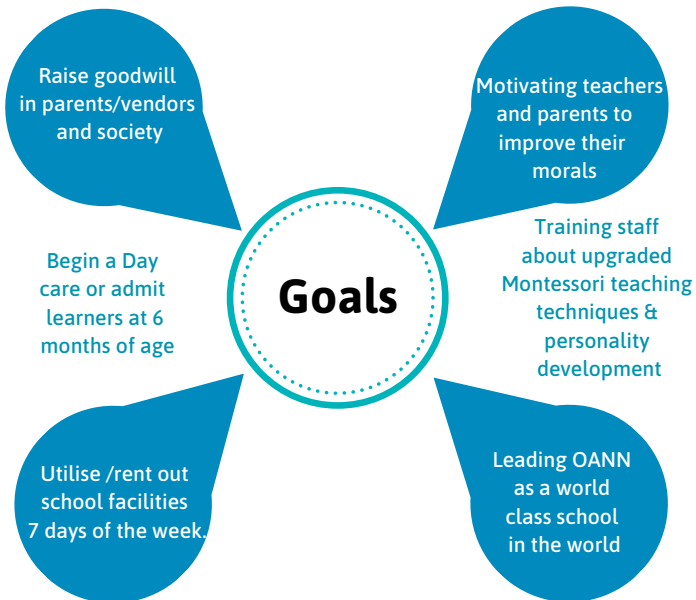 Raise goodwill
in parents/vendors
and society
Motivating teachers
and parents to
improve their
morals
Begin a Day
care or admit
learners at 6
months of age
Goals
Training staff
about upgraded
Montessori teaching
techniques &
personality
development
Utilise /rent out
school facilities
7 days of the week.
Leading OANN
as a world
class school
in the world